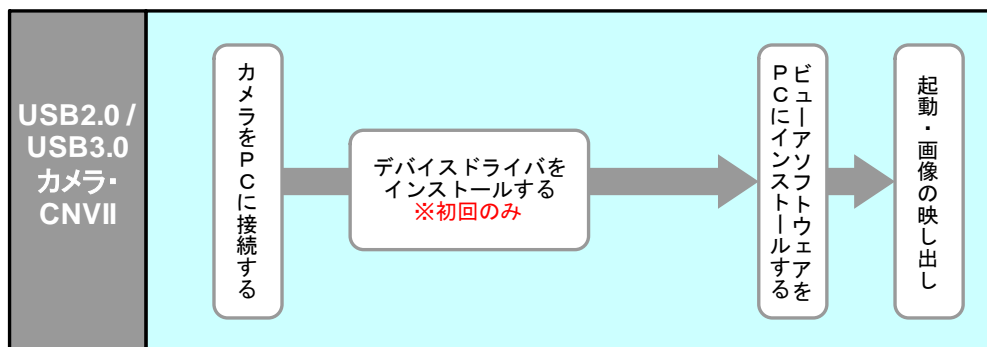 USB2.0 /
USB3.0
カメラ・
CNVII
カメラをPCに接続する
デバイスドライバを
インストールする
※初回のみ
ビューアソフトウェアを
PCにインストールする
起動・画像の映し出し